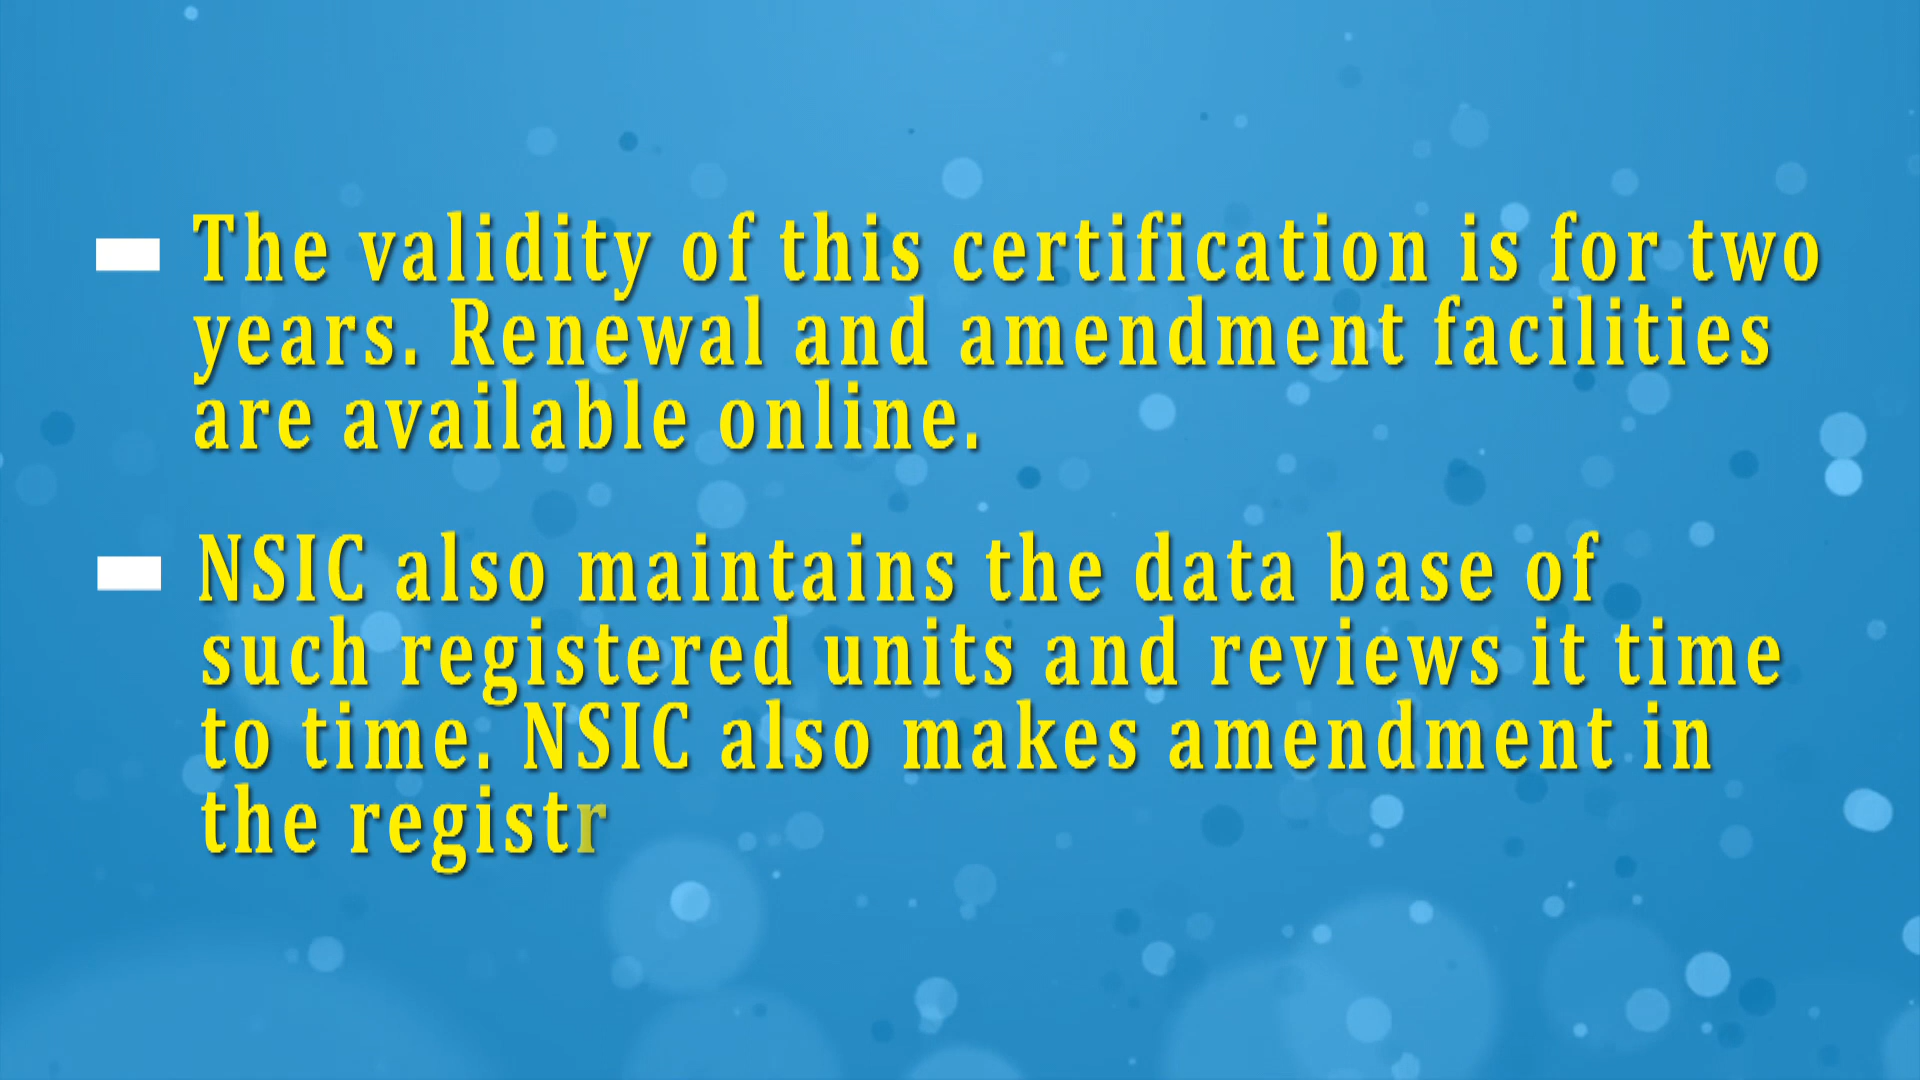 The validity of this certification is for two
years. Renewal and amendment facilities
are available online.
NSIC also maintains the data base of
such registered units and reviews it time
to time. NSIC also makes amendment in
the registr